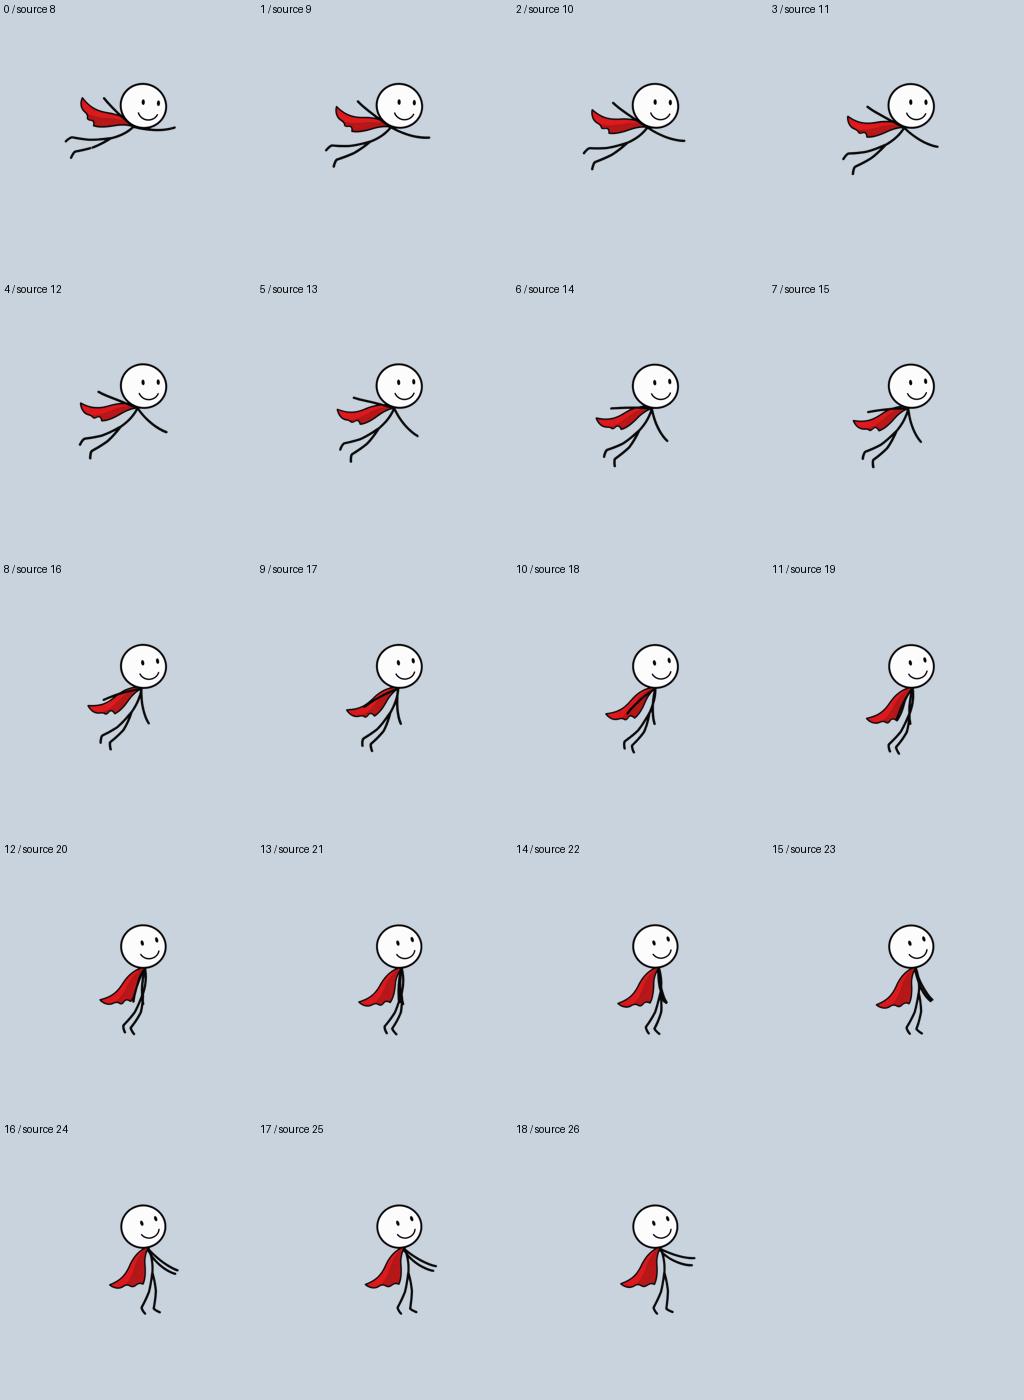 0 / source 8
1 / source 9
2 / source 10
3 / source 11
4 / source 12
5 / source 13
6 / source 14
7 / source 15
8 / source 16
9 / source 17
10 / source 18
11 / source 19
12 / source 20
13 / source 21
14 / source 22
15 / source 23
16 / source 24
17 / source 25
18 / source 26